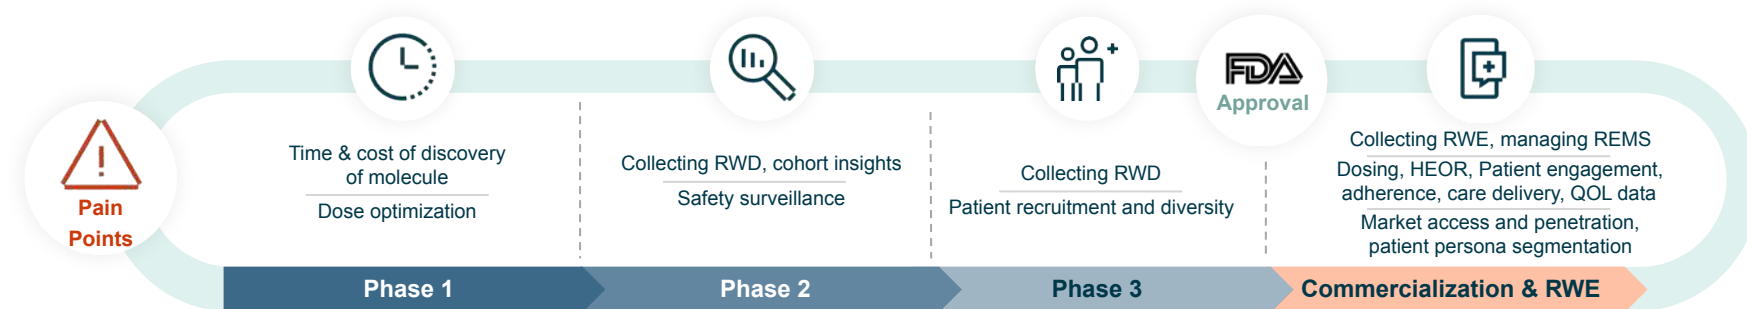 Pain
Points
Time & cost of discovery
of molecule
Dose optimization
Collecting RWD, cohort insights
Safety surveillance
Collecting RWD
Patient recruitment and diversity
FDA
Approval
Collecting RWE, managing REMS
Dosing, HEOR, Patient engagement,
adherence, care delivery, QOL data
Market access and penetration,
patient persona segmentation
Phase 1
Phase 2
Phase 3
Commercialization & RWE